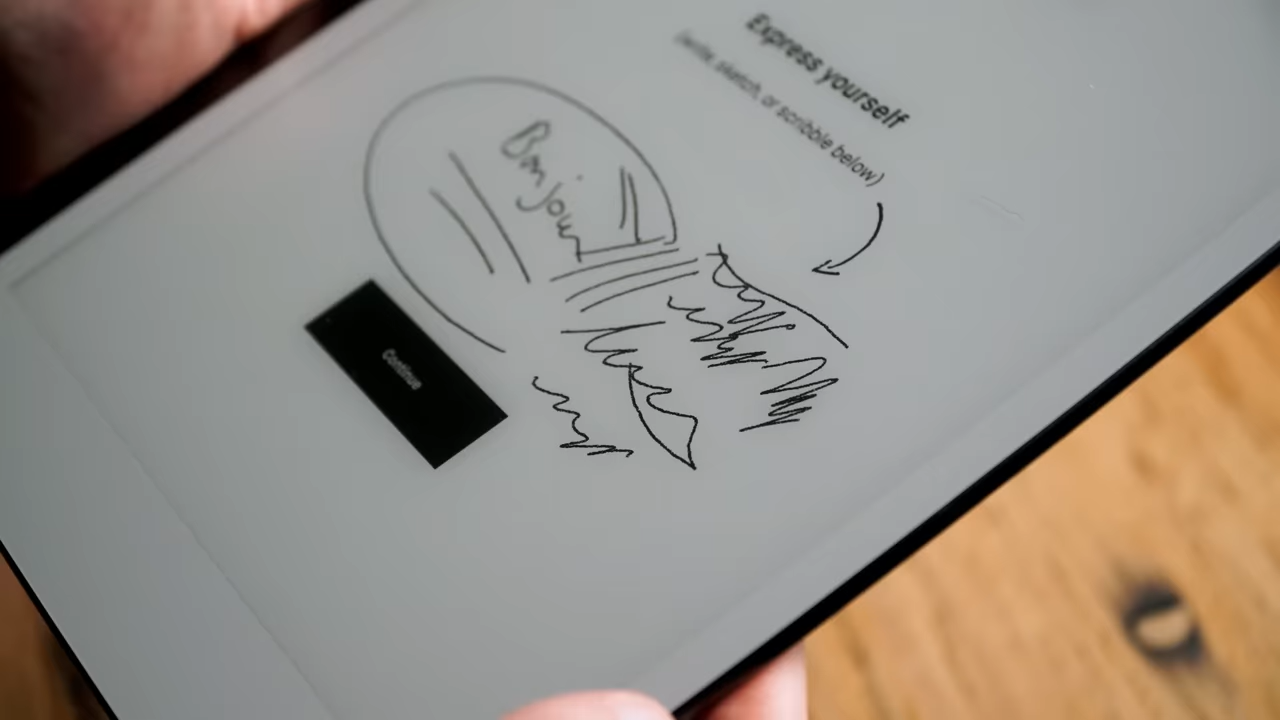 Express yourself
(write, sketch, or scribble below)
Bonjour
Continue